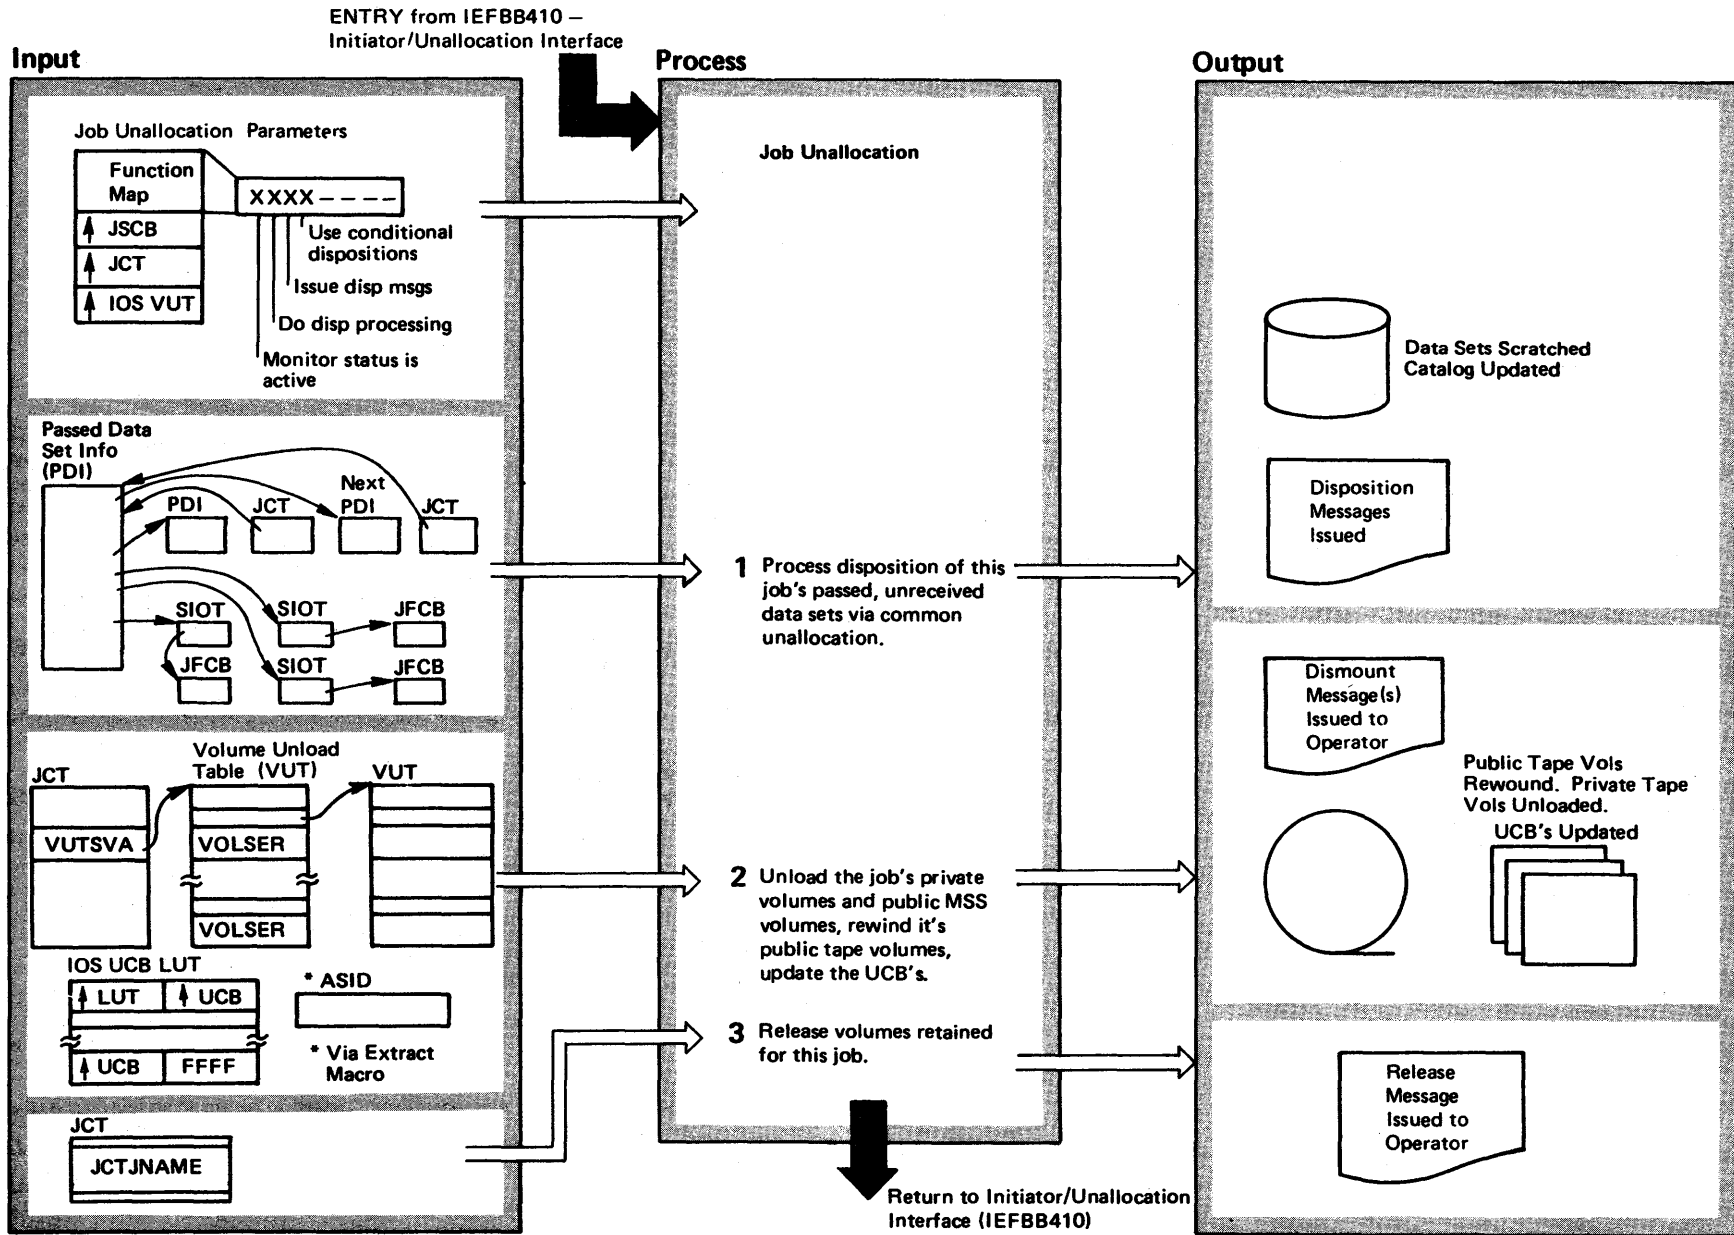 ENTRY from IEFBB410 –
Initiator/Unallocation Interface
Input
Process
Output
Job Unallocation Parameters
Function
Map
XXXX – – – –
JSCB
JCT
IOS VUT
Use conditional
dispositions
Issue disp msgs
Do disp processing
Monitor status is
active
Passed Data
Set Info
(PDI)
PDI
JCT
Next
PDI
JCT
SIOT
SIOT
JFCB
JFCB
SIOT
JFCB
JCT
Volume Unload
Table (VUT)
VUT
VUTSVA
VOLSER
VOLSER
IOS UCB LUT
LUT
UCB
UCB
FFFF
* ASID
* Via Extract
Macro
JCT
JCTJNAME
Job Unallocation
1 Process disposition of this
job's passed, unreceived
data sets via common
unallocation.
2 Unload the job's private
volumes and public MSS
volumes, rewind it's
public tape volumes,
update the UCB's.
3 Release volumes retained
for this job.
Return to Initiator/Unallocation
Interface (IEFBB410)
Data Sets Scratched
Catalog Updated
Disposition
Messages
Issued
Dismount
Message(s)
Issued to
Operator
Public Tape Vols
Rewound. Private Tape
Vols Unloaded.
UCB's Updated
Release
Message
Issued to
Operator